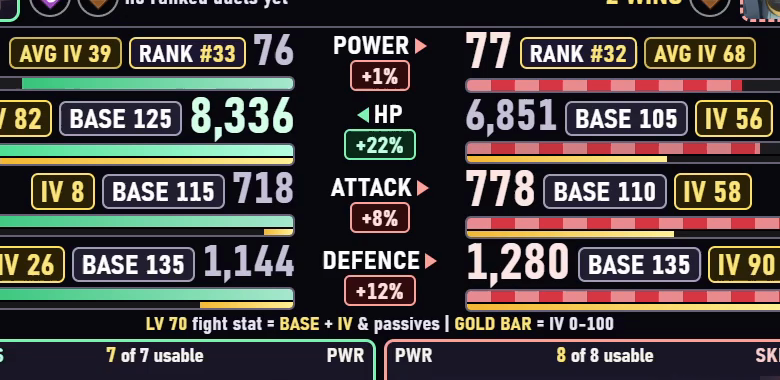 2 WINS
AVG IV 39 RANK #33 76 POWER 77 RANK #32 AVG IV 68
+1%
IV 82 BASE 125 8,336 HP 6,851 BASE 105 IV 56
+22%
IV 8 BASE 115 718 ATTACK 778 BASE 110 IV 58
+8%
IV 26 BASE 135 1,144 DEFENCE 1,280 BASE 135 IV 90
+12%
LV 70 fight stat = BASE + IV & passives | GOLD BAR = IV 0-100
7 of 7 usable PWR PWR 8 of 8 usable